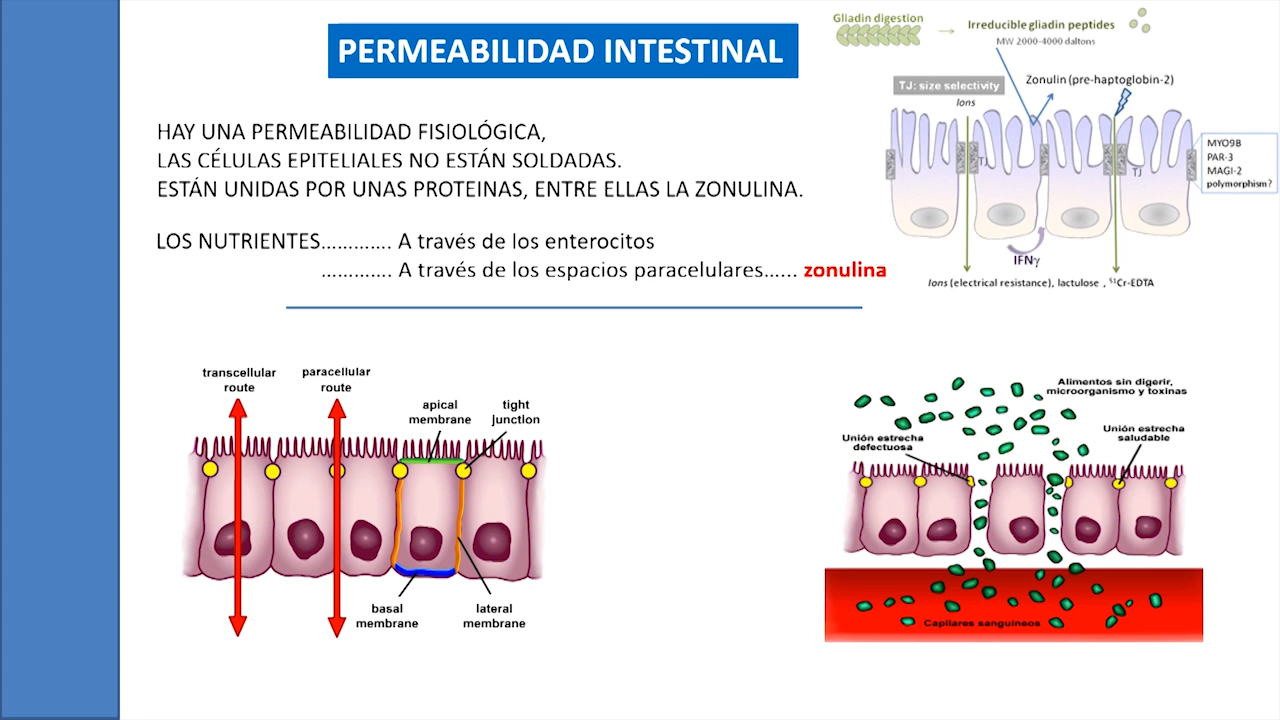 PERMEABILIDAD INTESTINAL
HAY UNA PERMEABILIDAD FISIOLÓGICA,
LAS CÉLULAS EPITELIALES NO ESTÁN SOLDADAS.
ESTÁN UNIDAS POR UNAS PROTEINAS, ENTRE ELLAS LA ZONULINA.
LOS NUTRIENTES............. A través de los enterocitos
............. A través de los espacios paracelulares...... zonulina
Gliadin digestion
Irreducible gliadin peptides
MW 2000-4000 daltons
TJ: size selectivity
Zonulin (pre-haptoglobin-2)
Ions
TJ
TJ
MYO9B
PAR-3
MAGI-2
polymorphism?
IFNγ
Ions (electrical resistance), lactulose , ⁵¹Cr-EDTA
transcellular
route
paracellular
route
apical
membrane
tight
junction
basal
membrane
lateral
membrane
Alimentos sin digerir,
microorganismo y toxinas
Unión estrecha
defectuosa
Unión estrecha
saludable
Capilares sanguíneos